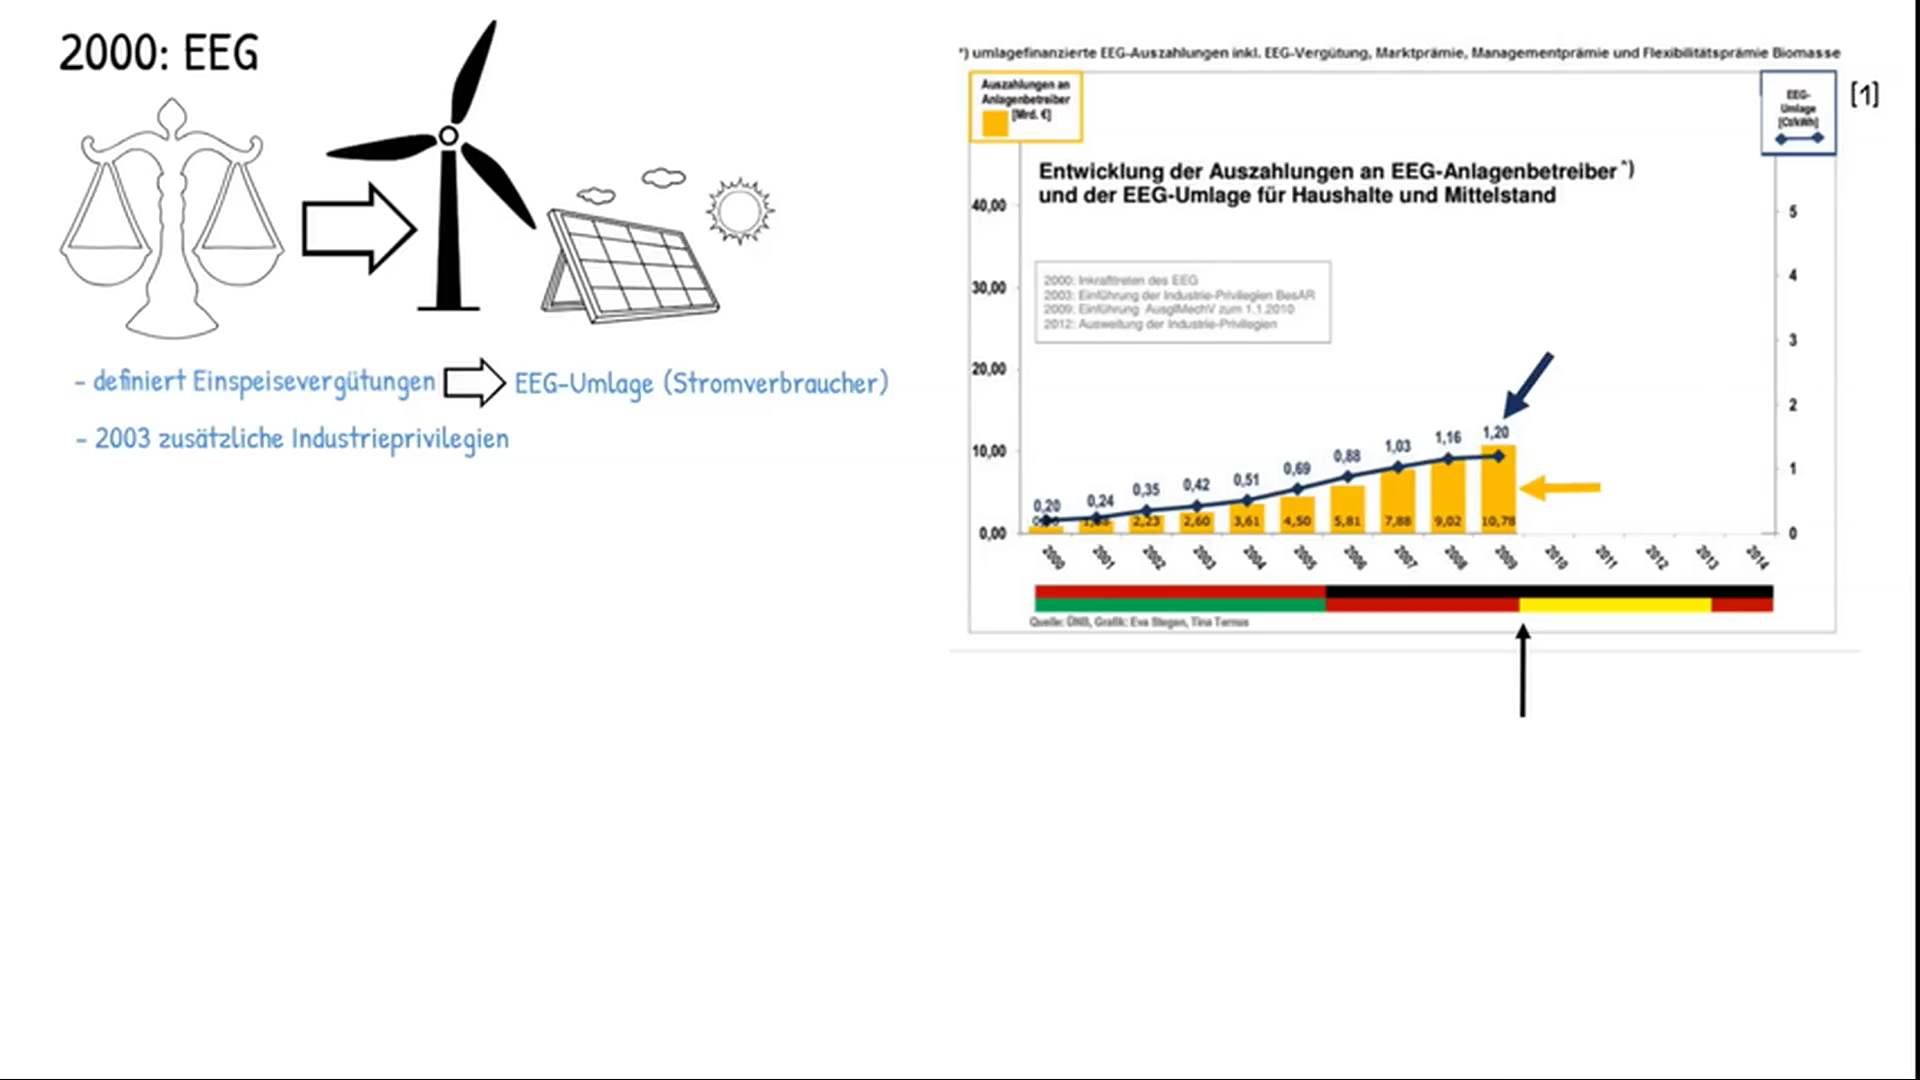 2000: EEG
- definiert Einspeisevergütungen
EEG-Umlage (Stromverbraucher)
- 2003 zusätzliche Industrieprivilegien
*) umlagefinanzierte EEG-Auszahlungen inkl. EEG-Vergütung, Marktprämie, Managementprämie und Flexibilitätsprämie Biomasse
Auszahlungen an
Anlagenbetreiber
[Mrd. €]
EEG-
Umlage
[Ct/kWh]
[1]
Entwicklung der Auszahlungen an EEG-Anlagenbetreiber *)
und der EEG-Umlage für Haushalte und Mittelstand
40,00
30,00
20,00
10,00
0,00
5
4
3
2
1
0
2000: Inkrafttreten des EEG
2003: Einführung der Industrie-Privilegien BesAR
2009: Einführung AusglMechV zum 1.1.2010
2012: Ausweitung der Industrie-Privilegien
0,20 0,24 0,35 0,42 0,51 0,69 0,88 1,03 1,16 1,20
2,23 2,60 3,61 4,50 5,81 7,88 9,02 10,78
2000 2001 2002 2003 2004 2005 2006 2007 2008 2009 2010 2011 2012 2013 2014
Quelle: ÜNB, Grafik: Eva Stegen, Tina Ternus